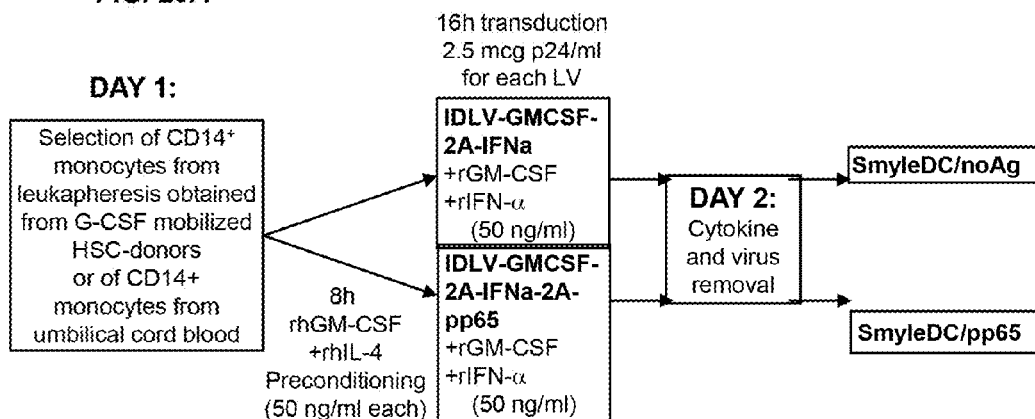 DAY 1:
Selection of CD14⁺
monocytes from
leukapheresis obtained
from G-CSF mobilized
HSC-donors
or of CD14+
monocytes from
umbilical cord blood
8h
rhGM-CSF
+rhIL-4
Preconditioning
(50 ng/ml each)
16h transduction
2.5 mcg p24/ml
for each LV
IDLV-GMCSF-
2A-IFNa
+rGM-CSF
+rIFN-α
(50 ng/ml)
IDLV-GMCSF-
2A-IFNa-2A-
pp65
+rGM-CSF
+rIFN-α
(50 ng/ml)
DAY 2:
Cytokine
and virus
removal
SmyleDC/noAg
SmyleDC/pp65